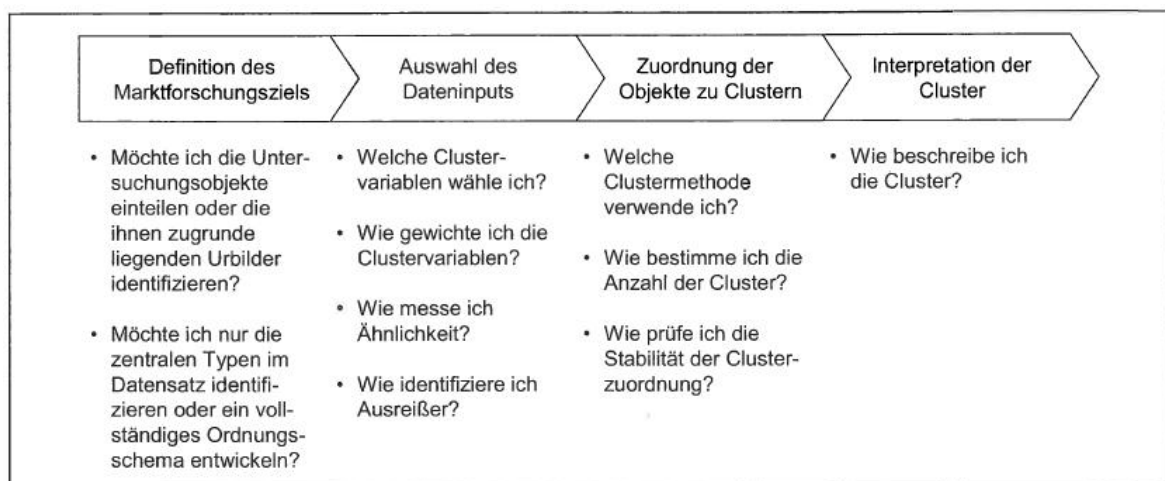 Definition des
Marktforschungsziels
Auswahl des
Dateninputs
Zuordnung der
Objekte zu Clustern
Interpretation der
Cluster
• Möchte ich die Unter-
suchungsobjekte
einteilen oder die
ihnen zugrunde
liegenden Urbilder
identifizieren?
• Möchte ich nur die
zentralen Typen im
Datensatz identifi-
zieren oder ein voll-
ständiges Ordnungs-
schema entwickeln?
• Welche Cluster-
variablen wähle ich?
• Wie gewichte ich die
Clustervariablen?
• Wie messe ich
Ähnlichkeit?
• Wie identifiziere ich
Ausreißer?
• Welche
Clustermethode
verwende ich?
• Wie bestimme ich die
Anzahl der Cluster?
• Wie prüfe ich die
Stabilität der Cluster-
zuordnung?
• Wie beschreibe ich
die Cluster?